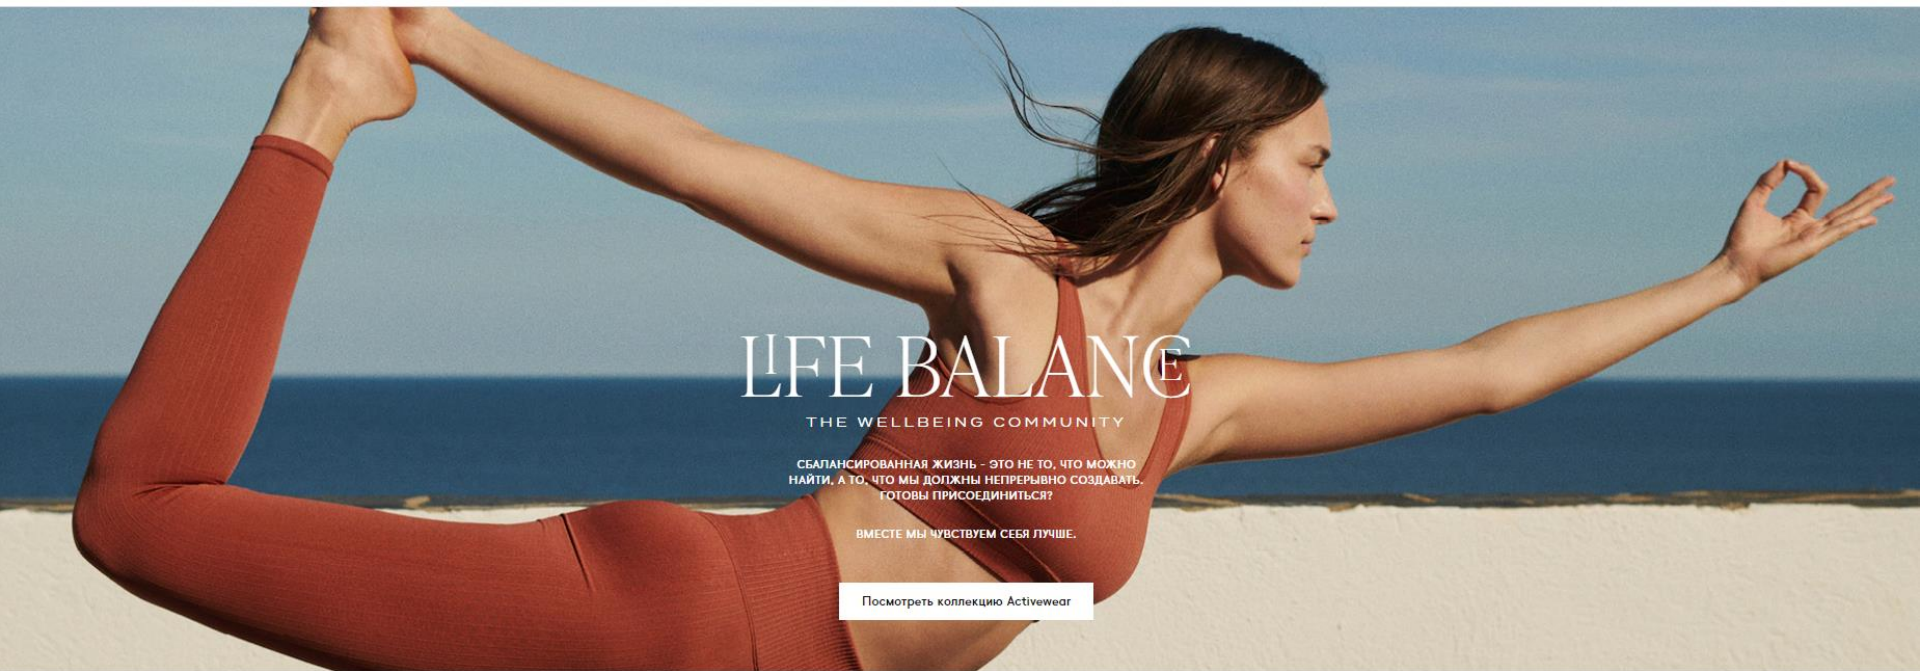 LIFE BALANCE
THE WELLBEING COMMUNITY
СБАЛАНСИРОВАННАЯ ЖИЗНЬ - ЭТО НЕ ТО, ЧТО МОЖНО
НАЙТИ, А ТО, ЧТО МЫ ДОЛЖНЫ НЕПРЕРЫВНО СОЗДАВАТЬ.
ГОТОВЫ ПРИСОЕДИНИТЬСЯ?
ВМЕСТЕ МЫ ЧУВСТВУЕМ СЕБЯ ЛУЧШЕ.
Посмотреть коллекцию Activewear